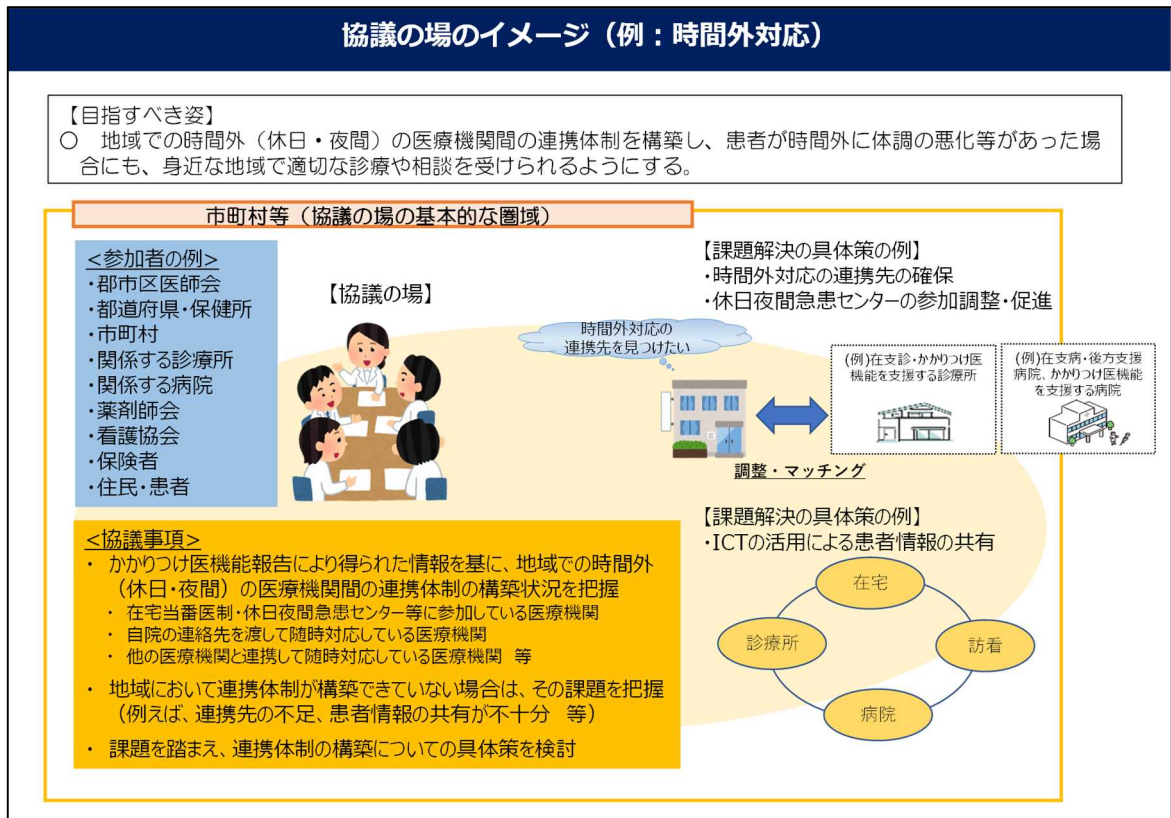 協議の場のイメージ（例：時間外対応）
【目指すべき姿】
○　地域での時間外（休日・夜間）の医療機関間の連携体制を構築し、患者が時間外に体調の悪化等があった場
合にも、身近な地域で適切な診療や相談を受けられるようにする。
市町村等（協議の場の基本的な圏域）
<参加者の例>
・郡市区医師会
・都道府県・保健所
・市町村
・関係する診療所
・関係する病院
・薬剤師会
・看護協会
・保険者
・住民・患者
【協議の場】
【課題解決の具体策の例】
・時間外対応の連携先の確保
・休日夜間急患センターの参加調整・促進
時間外対応の
連携先を見つけたい
(例)在支診・かかりつけ医
機能を支援する診療所
(例)在支病・後方支援
病院、かかりつけ医機能
を支援する病院
調整・マッチング
<協議事項>
・ かかりつけ医機能報告により得られた情報を基に、地域での時間外
（休日・夜間）の医療機関間の連携体制の構築状況を把握
・ 在宅当番医制・休日夜間急患センター等に参加している医療機関
・ 自院の連絡先を渡して随時対応している医療機関
・ 他の医療機関と連携して随時対応している医療機関 等
・ 地域において連携体制が構築できていない場合は、その課題を把握
（例えば、連携先の不足、患者情報の共有が不十分 等）
・ 課題を踏まえ、連携体制の構築についての具体策を検討
【課題解決の具体策の例】
・ICTの活用による患者情報の共有
在宅
診療所
訪看
病院